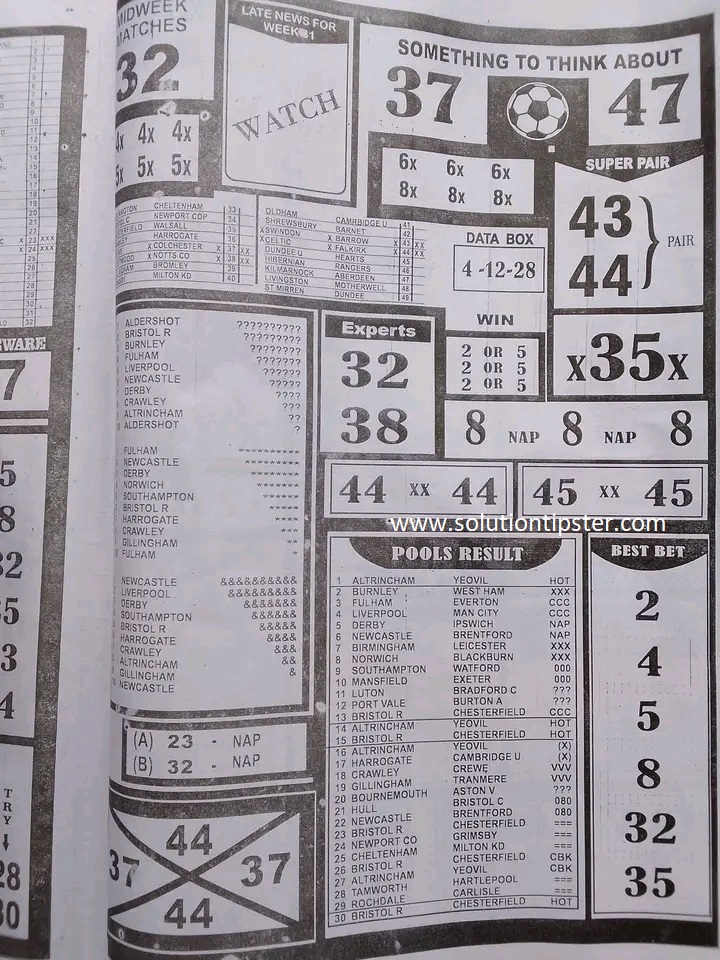 MIDWEEK
MATCHES
32
4x 4x 4x
5x 5x 5x
LATE NEWS FOR
WEEK 31
WATCH
SOMETHING TO THINK ABOUT
37
47
6x 6x 6x
8x 8x 8x
SUPER PAIR
43
44
PAIR
CHELTENHAM 33
NEWPORT COP 34
WALSALL 35
HARROGATE 36
X COLCHESTER X 37 XX
X NOTTS CO X 38 XX
BROMLEY 39
MILTON KD 40
OLDHAM CAMRBIDGE U 41
SHREWSBURY BARNET 42
X SWINDON X BARROW X 43 XX
X CELTIC X FALKIRK X 44 XX
DUNDEE U HEARTS 45
HIBERNIAN RANGERS 46
KILMARNOCK ABERDEEN 47
LIVINGSTON MOTHERWELL 48
ST MIRREN DUNDEE 49
DATA BOX
4 -12-28
WIN
2 OR 5
2 OR 5
2 OR 5
X35X
8 NAP 8 NAP 8
Experts
32
38
44 XX 44
45 XX 45
ALDERSHOT ??????????
BRISTOL R ?????????
BURNLEY ????????
FULHAM ???????
LIVERPOOL ??????
NEWCASTLE ?????
DERBY ????
CRAWLEY ???
ALTRINCHAM ??
ALDERSHOT ?
FULHAM **********
NEWCASTLE *********
DERBY ********
NORWICH *******
SOUTHAMPTON ******
BRISTOL R *****
HARROGATE ****
CRAWLEY ***
GILLINGHAM **
FULHAM *
NEWCASTLE &&&&&&&&&&
LIVERPOOL &&&&&&&&
DERBY &&&&&&&
SOUTHAMPTON &&&&&&
BRISTOL R &&&&&
HARROGATE &&&&
CRAWLEY &&&
ALTRINCHAM &&
GILLINGHAM &
NEWCASTLE
(A) 23 - NAP
(B) 32 - NAP
44
37 37
44
www.solutiontipster.com
POOLS RESULT
1 ALTRINCHAM YEOVIL HOT
2 BURNLEY WEST HAM XXX
3 FULHAM EVERTON CCC
4 LIVERPOOL MAN CITY CCC
5 DERBY IPSWICH NAP
6 NEWCASTLE BRENTFORD NAP
7 BIRMINGHAM LEICESTER XXX
8 NORWICH BLACKBURN XXX
9 SOUTHAMPTON WATFORD 000
10 MANSFIELD EXETER 000
11 LUTON BRADFORD C ???
12 PORT VALE BURTON A ???
13 BRISTOL R CHESTERFIELD CCC
14 ALTRINCHAM YEOVIL HOT
15 BRISTOL R CHESTERFIELD HOT
16 ALTRINCHAM YEOVIL (X)
17 HARROGATE CAMBRIDGE U (X)
18 CRAWLEY CREWE VVV
19 GILLINGHAM TRANMERE VVV
20 BOURNEMOUTH ASTON V ???
21 HULL BRISTOL C 080
22 NEWCASTLE BRENTFORD 080
23 BRISTOL R CHESTERFIELD ===
24 NEWPORT CO GRIMSBY ===
25 CHELTENHAM MILTON KD ===
26 BRISTOL R CHESTERFIELD CBK
27 ALTRINCHAM YEOVIL CBK
28 TAMWORTH HARTLEPOOL ===
29 ROCHDALE CARLISLE ===
30 BRISTOL R CHESTERFIELD HOT
BEST BET
2
4
5
8
32
35
T
R
Y